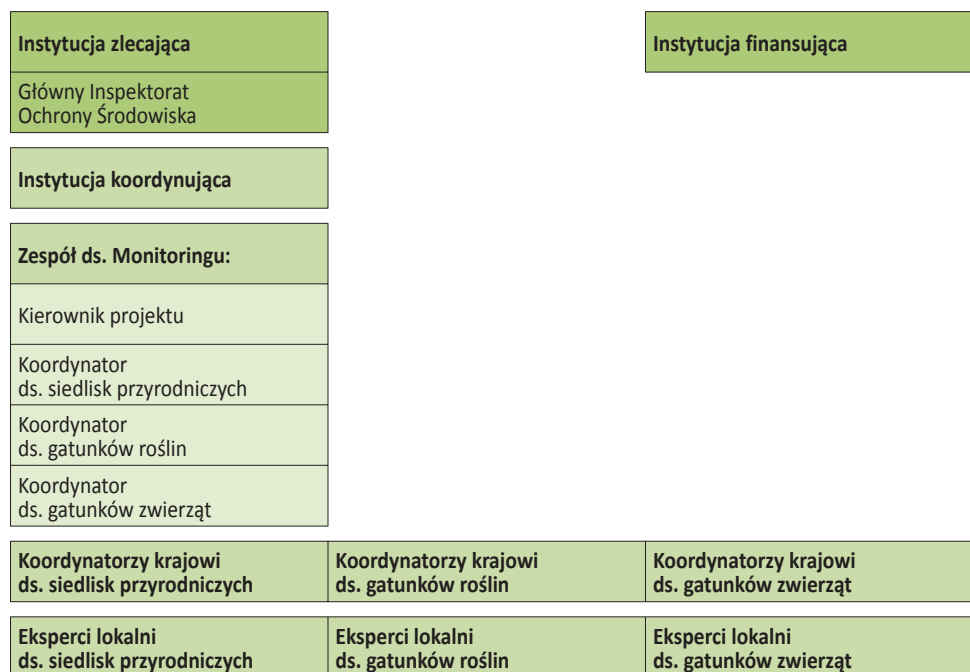 Instytucja zlecająca
Instytucja finansująca
Główny Inspektorat
Ochrony Środowiska
Instytucja koordynująca
Zespół ds. Monitoringu:
Kierownik projektu
Koordynator
ds. siedlisk przyrodniczych
Koordynator
ds. gatunków roślin
Koordynator
ds. gatunków zwierząt
Koordynatorzy krajowi
ds. siedlisk przyrodniczych
Koordynatorzy krajowi
ds. gatunków roślin
Koordynatorzy krajowi
ds. gatunków zwierząt
Eksperci lokalni
ds. siedlisk przyrodniczych
Eksperci lokalni
ds. gatunków roślin
Eksperci lokalni
ds. gatunków zwierząt